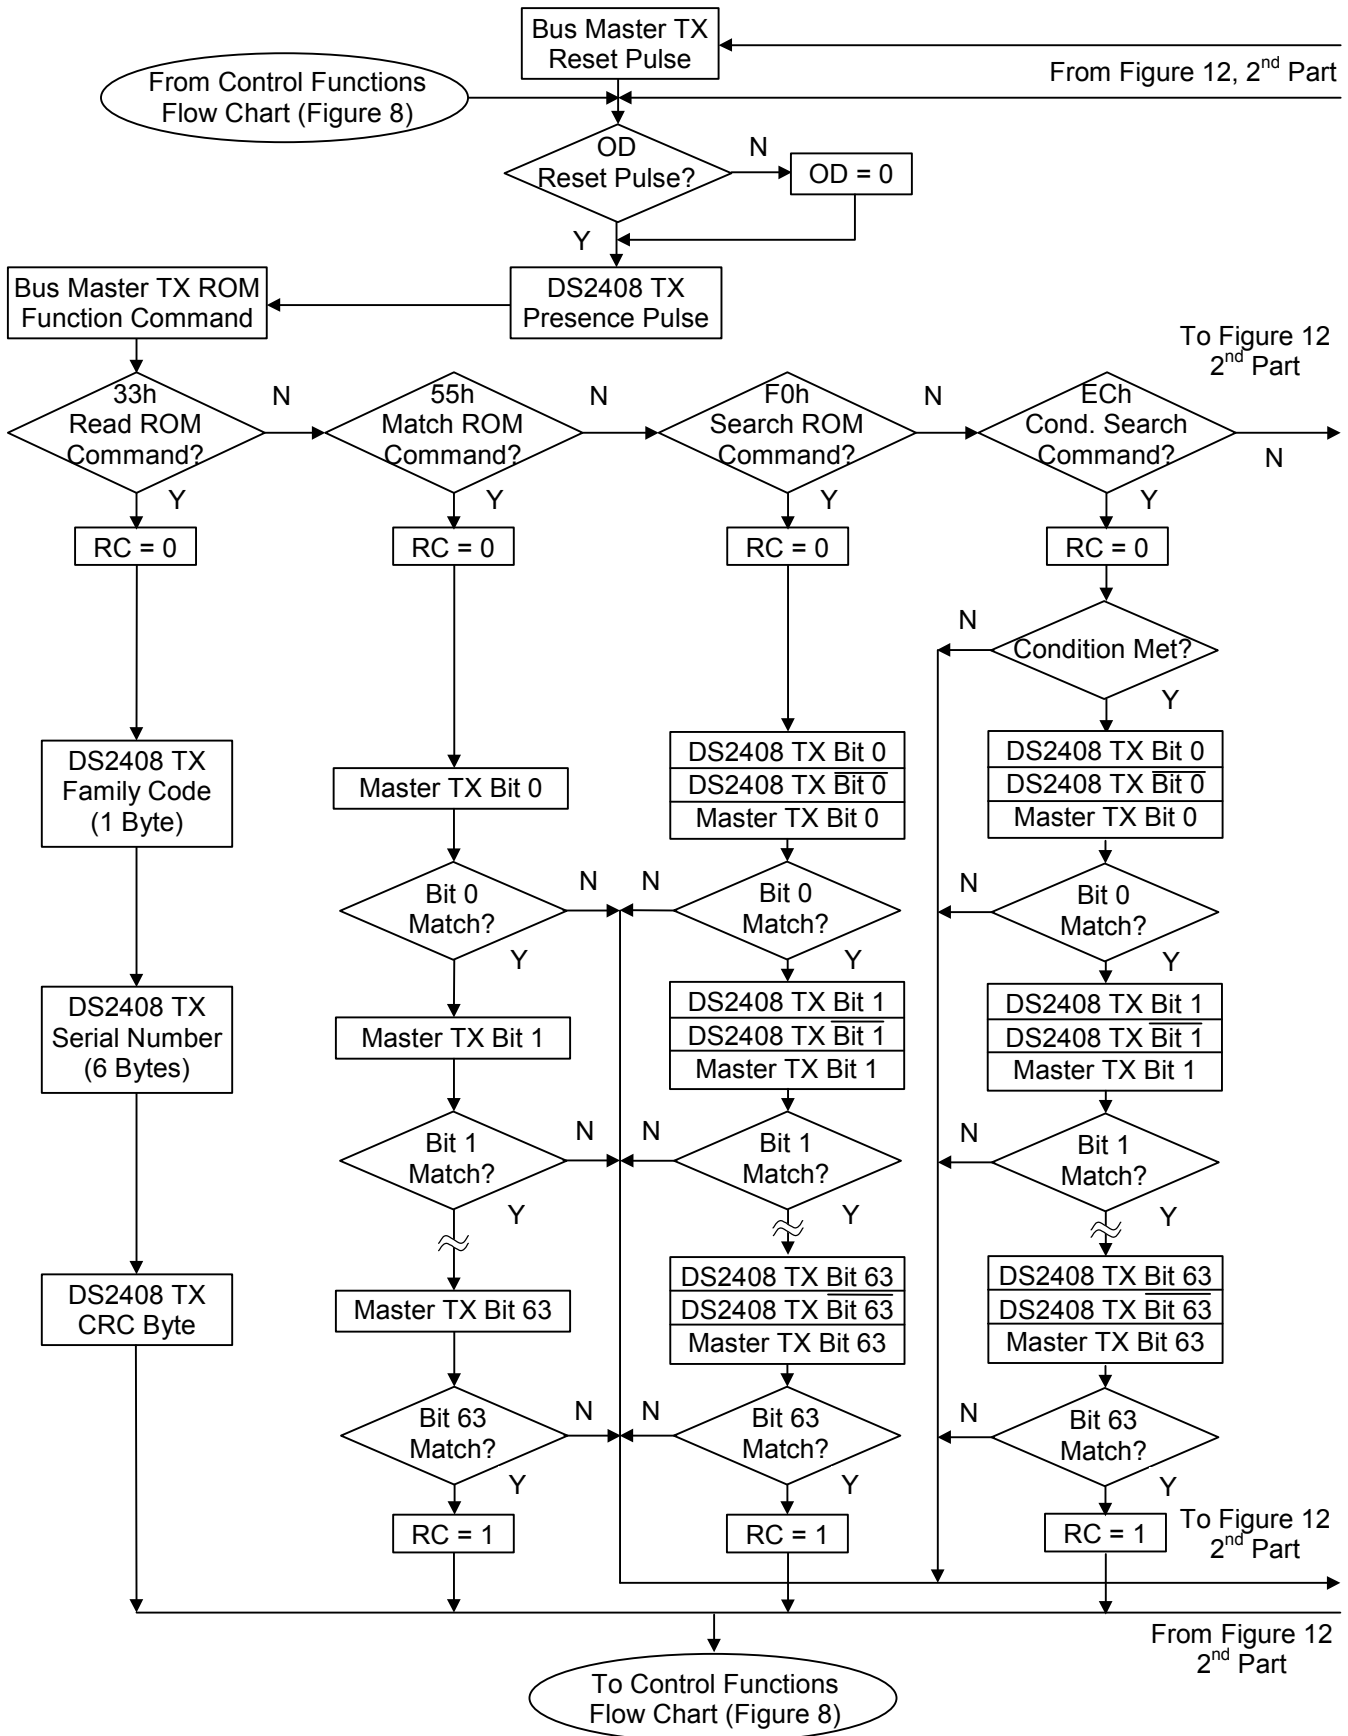 Bus Master TX
Reset Pulse
From Figure 12, 2nd Part
From Control Functions
Flow Chart (Figure 8)
OD
Reset Pulse?
N
OD = 0
Y
Bus Master TX ROM
Function Command
DS2408 TX
Presence Pulse
To Figure 12
2nd Part
33h
Read ROM
Command?
N
55h
Match ROM
Command?
N
F0h
Search ROM
Command?
N
ECh
Cond. Search
Command?
N
Y
Y
Y
Y
RC = 0
RC = 0
RC = 0
RC = 0
N
Condition Met?
Y
DS2408 TX
Family Code
(1 Byte)
Master TX Bit 0
DS2408 TX Bit 0
DS2408 TX B̅i̅t̅ ̅0̅
Master TX Bit 0
DS2408 TX Bit 0
DS2408 TX B̅i̅t̅ ̅0̅
Master TX Bit 0
Bit 0
Match?
N
N
Bit 0
Match?
N
Bit 0
Match?
Y
Y
Y
DS2408 TX
Serial Number
(6 Bytes)
Master TX Bit 1
DS2408 TX Bit 1
DS2408 TX B̅i̅t̅ ̅1̅
Master TX Bit 1
DS2408 TX Bit 1
DS2408 TX B̅i̅t̅ ̅1̅
Master TX Bit 1
Bit 1
Match?
N
N
Bit 1
Match?
N
Bit 1
Match?
Y
Y
Y
DS2408 TX
CRC Byte
Master TX Bit 63
DS2408 TX Bit 63
DS2408 TX B̅i̅t̅ ̅6̅3̅
Master TX Bit 63
DS2408 TX Bit 63
DS2408 TX B̅i̅t̅ ̅6̅3̅
Master TX Bit 63
Bit 63
Match?
N
N
Bit 63
Match?
N
Bit 63
Match?
Y
Y
Y
RC = 1
RC = 1
RC = 1
To Figure 12
2nd Part
From Figure 12
2nd Part
To Control Functions
Flow Chart (Figure 8)